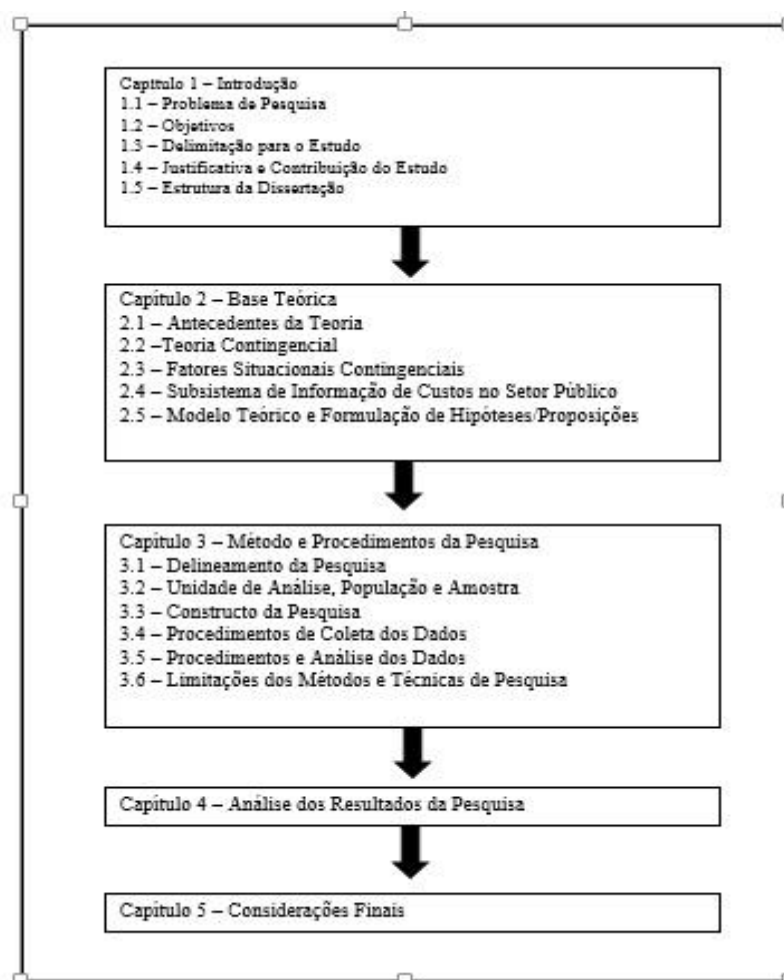 Capítulo 1 – Introdução
1.1 – Problema de Pesquisa
1.2 – Objetivos
1.3 – Delimitação para o Estudo
1.4 – Justificativa e Contribuição do Estudo
1.5 – Estrutura da Dissertação
Capítulo 2 – Base Teórica
2.1 – Antecedentes da Teoria
2.2 –Teoria Contingencial
2.3 – Fatores Situacionais Contingenciais
2.4 – Subsistema de Informação de Custos no Setor Público
2.5 – Modelo Teórico e Formulação de Hipóteses/Proposições
Capítulo 3 – Método e Procedimentos da Pesquisa
3.1 – Delineamento da Pesquisa
3.2 – Unidade de Análise, População e Amostra
3.3 – Constructo da Pesquisa
3.4 – Procedimentos de Coleta dos Dados
3.5 – Procedimentos e Análise dos Dados
3.6 – Limitações dos Métodos e Técnicas de Pesquisa
Capítulo 4 – Análise dos Resultados da Pesquisa
Capítulo 5 – Considerações Finais